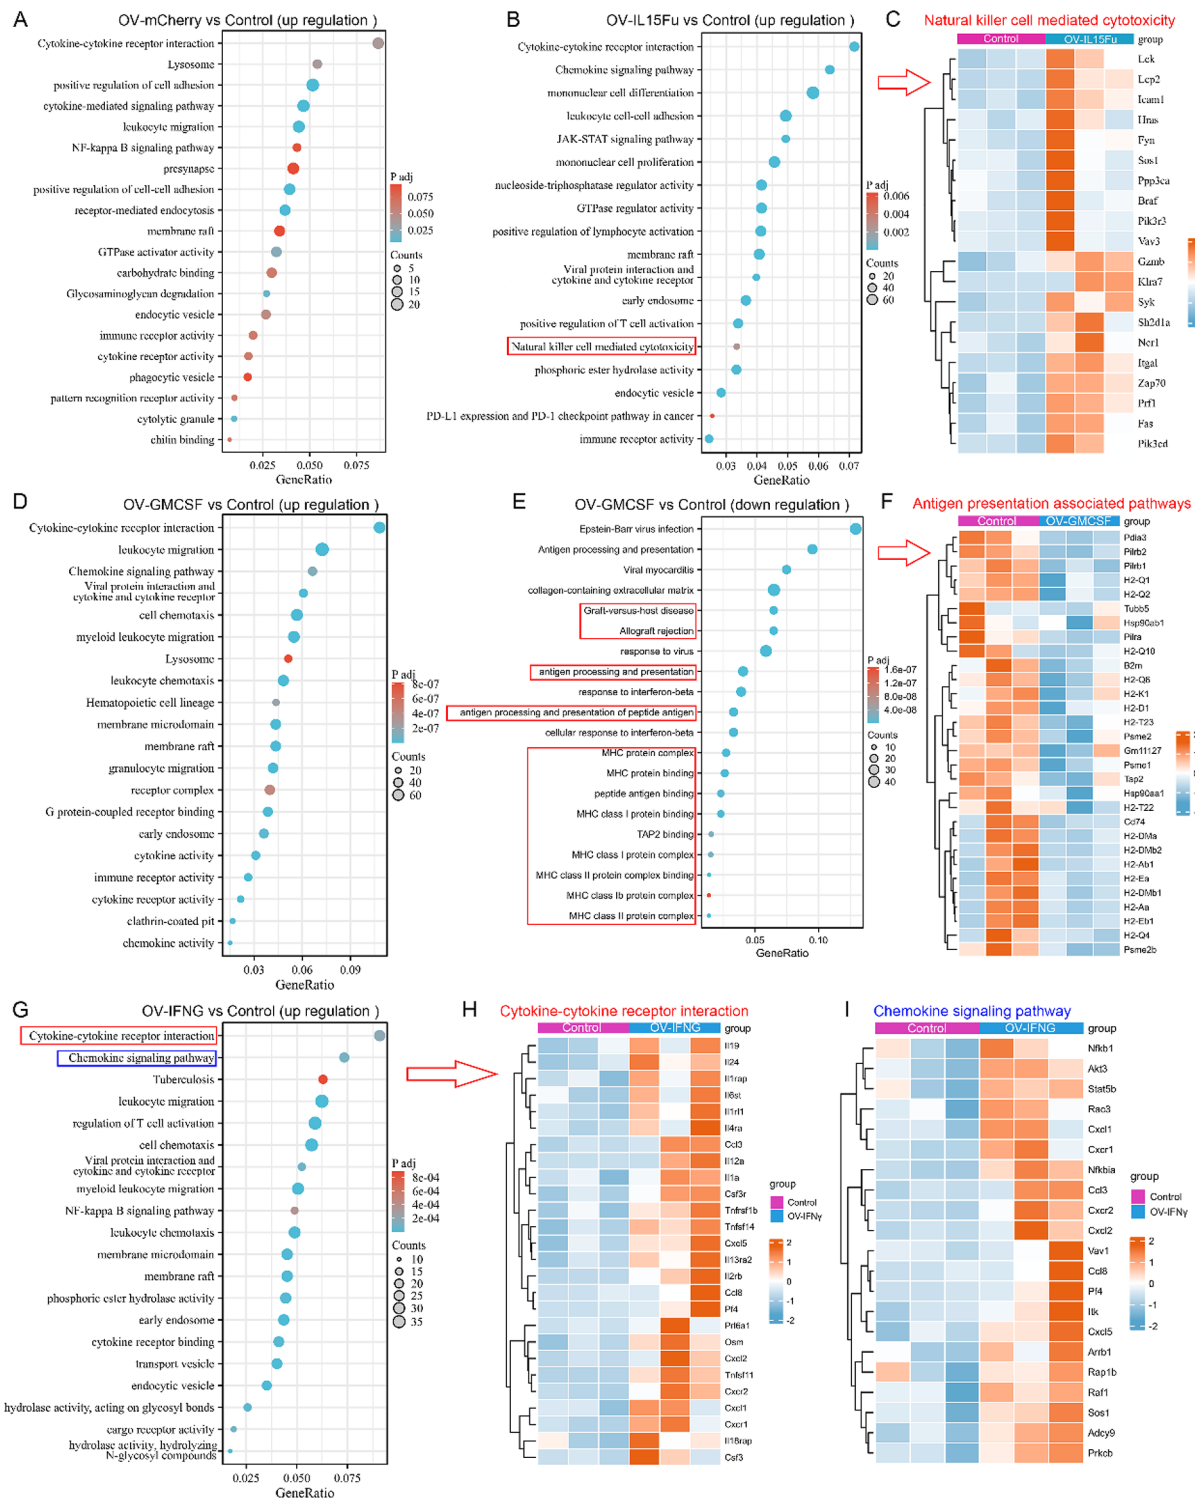 A
OV-mCherry vs Control (up regulation )
Cytokine-cytokine receptor interaction
Lysosome
positive regulation of cell adhesion
cytokine-mediated signaling pathway
leukocyte migration
NF-kappa B signaling pathway
presynapse
positive regulation of cell-cell adhesion
receptor-mediated endocytosis
membrane raft
GTPase activator activity
carbohydrate binding
Glycosaminoglycan degradation
endocytic vesicle
immune receptor activity
cytokine receptor activity
phagocytic vesicle
pattern recognition receptor activity
cytolytic granule
chilin binding
0.025 0.050 0.075
GeneRatio
P adj
0.075
0.050
0.025
Counts
5
10
15
20
B
OV-IL15Fu vs Control (up regulation )
Cytokine-cytokine receptor interaction
Chemokine signaling pathway
mononuclear cell differentiation
leukocyte cell-cell adhesion
JAK-STAT signaling pathway
mononuclear cell proliferation
nucleoside-triphosphatase regulator activity
GTPase regulator activity
positive regulation of lymphocyte activation
membrane raft
Viral protein interaction and
cytokine and cytokine receptor
early endosome
positive regulation of T cell activation
Natural killer cell mediated cytotoxicity
phosphoric ester hydrolase activity
endocytic vesicle
PD-L1 expression and PD-1 checkpoint pathway in cancer
immune receptor activity
0.03 0.04 0.05 0.06 0.07
GeneRatio
P adj
0.006
0.004
0.002
Counts
20
40
60
C
Natural killer cell mediated cytotoxicity
Control OV-IL15Fu group
Lck
Lcp2
Icam1
Hras
Fyn
Sos1
Ppp3ca
Braf
Pik3r3
Vav3
Gzmb
Klra7
Syk
Sh2d1a
Ncr1
Itgal
Zap70
Prf1
Fas
Pik3cd
D
OV-GMCSF vs Control (up regulation )
Cytokine-cytokine receptor interaction
leukocyte migration
Chemokine signaling pathway
Viral protein interaction and
cytokine and cytokine receptor
cell chemotaxis
myeloid leukocyte migration
Lysosome
leukocyte chemotaxis
Hematopoietic cell lineage
membrane microdomain
membrane raft
granulocyte migration
receptor complex
G protein-coupled receptor binding
early endosome
cytokine activity
immune receptor activity
cytokine receptor activity
clathrin-coated pit
chemokine activity
0.03 0.06 0.09
GeneRatio
P adj
8e-07
6e-07
4e-07
2e-07
Counts
20
40
60
E
OV-GMCSF vs Control (down regulation )
Epstein-Barr virus infection
Antigen processing and presentation
Viral myocarditis
collagen-containing extracellular matrix
Graft-versus-host disease
Allograft rejection
response to virus
antigen processing and presentation
response to interferon-beta
antigen processing and presentation of peptide antigen
cellular response to interferon-beta
MHC protein complex
MHC protein binding
peptide antigen binding
MHC class I protein binding
TAP2 binding
MHC class I protein complex
MHC class II protein complex binding
MHC class Ib protein complex
MHC class II protein complex
0.05 0.10
GeneRatio
P adj
1.6e-07
1.2e-07
8.0e-08
4.0e-08
Counts
10
20
30
40
F
Antigen presentation associated pathways
Control OV-GMCSF group
Pdia3
Pilrb2
Pilrb1
H2-Q1
H2-Q2
Tubb5
Hsp90ab1
Pilra
H2-Q10
B2m
H2-Q6
H2-K1
H2-D1
H2-T23
Psme2
Gm11127
Psme1
Tap2
Hsp90aa1
H2-T22
Cd74
H2-DMa
H2-DMb2
H2-Ab1
H2-Ea
H2-DMb1
H2-Aa
H2-Eb1
H2-Q4
Psme2b
G
OV-IFNG vs Control (up regulation )
Cytokine-cytokine receptor interaction
Chemokine signaling pathway
Tuberculosis
leukocyte migration
regulation of T cell activation
cell chemotaxis
Viral protein interaction and
cytokine and cytokine receptor
myeloid leukocyte migration
NF-kappa B signaling pathway
leukocyte chemotaxis
membrane microdomain
membrane raft
phosphoric ester hydrolase activity
early endosome
cytokine receptor binding
transport vesicle
endocytic vesicle
hydrolase activity, acting on glycosyl bonds
cargo receptor activity
hydrolase activity, hydrolyzing
N-glycosyl compounds
0.025 0.050 0.075
GeneRatio
P adj
8e-04
6e-04
4e-04
2e-04
Counts
10
15
20
25
30
35
H
Cytokine-cytokine receptor interaction
Control OV-IFNG group
Il19
Il24
Il1rap
Il6st
Il1rl1
Il4ra
Ccl3
Il12a
Il1a
Csf3r
Tnfrsf1b
Tnfsf14
Cxcl5
Il13ra2
Il2rb
Ccl8
Pf4
Prl6a1
Osm
Cxcl2
Tnfsf11
Cxcr2
Cxcl1
Cxcr1
Il18rap
Csf3
group
Control
OV-IFNγ
2
1
0
-1
-2
I
Chemokine signaling pathway
Control OV-IFNG group
Nfkb1
Akt3
Stat5b
Rac3
Cxcl1
Cxcr1
Nfkbia
Ccl3
Cxcr2
Cxcl2
Vav1
Ccl8
Pf4
Itk
Cxcl5
Arrb1
Rap1b
Raf1
Sos1
Adcy9
Prkcb
group
Control
OV-IFNγ
2
1
0
-1
-2